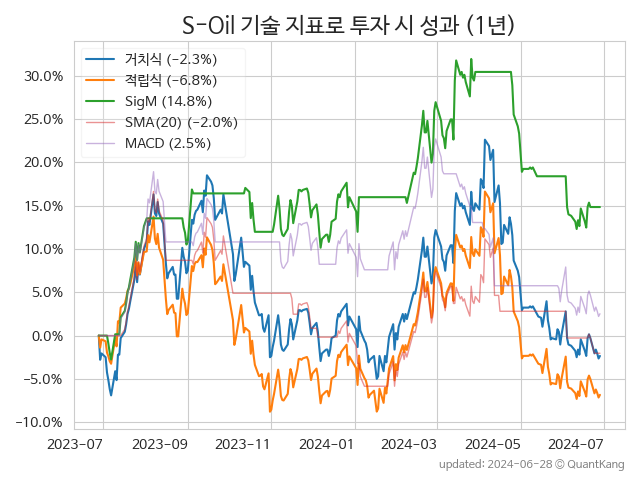 S-Oil 기술 지표로 투자 시 성과 (1년)
거치식 (-2.3%)
적립식 (-6.8%)
SigM (14.8%)
SMA(20) (-2.0%)
MACD (2.5%)
30.0%
25.0%
20.0%
15.0%
10.0%
5.0%
0.0%
-5.0%
-10.0%
2023-07 2023-09 2023-11 2024-01 2024-03 2024-05 2024-07
updated: 2024-06-28 © QuantKang